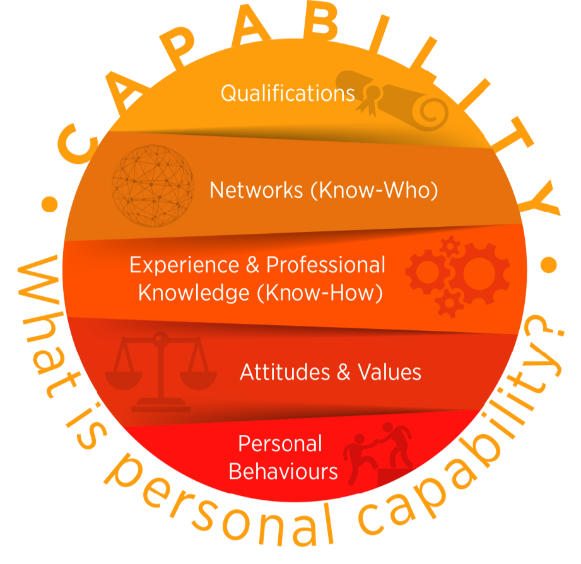 CAPABILITY
Qualifications
Networks (Know-Who)
Experience & Professional
Knowledge (Know-How)
Attitudes & Values
Personal
Behaviours
What is personal capability?